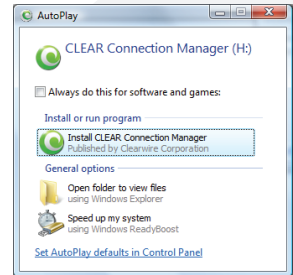 AutoPlay
CLEAR Connection Manager (H:)
Always do this for software and games:
Install or run program
Install CLEAR Connection Manager
Published by Clearwire Corporation
General options
Open folder to view files
using Windows Explorer
Speed up my system
using Windows ReadyBoost
Set AutoPlay defaults in Control Panel